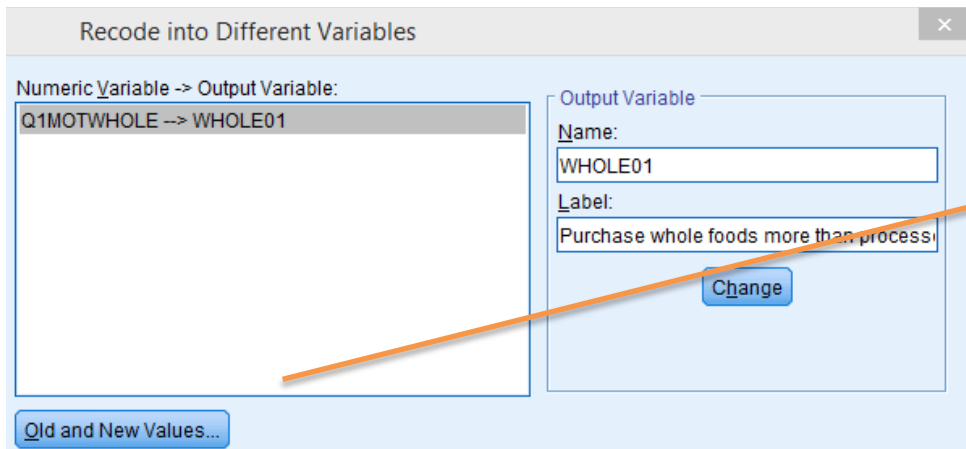 Recode into Different Variables
Numeric Variable -> Output Variable:
Q1MOTWHOLE --> WHOLE01
Output Variable
Name:
WHOLE01
Label:
Purchase whole foods more than process
Change
Old and New Values...